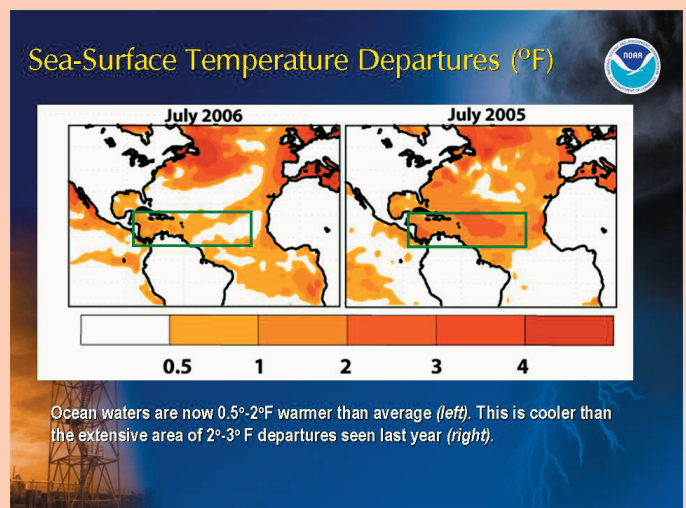 Sea-Surface Temperature Departures (ºF)
NOAA
July 2006
July 2005
0.5 1 2 3 4
Ocean waters are now 0.5º-2ºF warmer than average (left). This is cooler than
the extensive area of 2º-3º F departures seen last year (right).